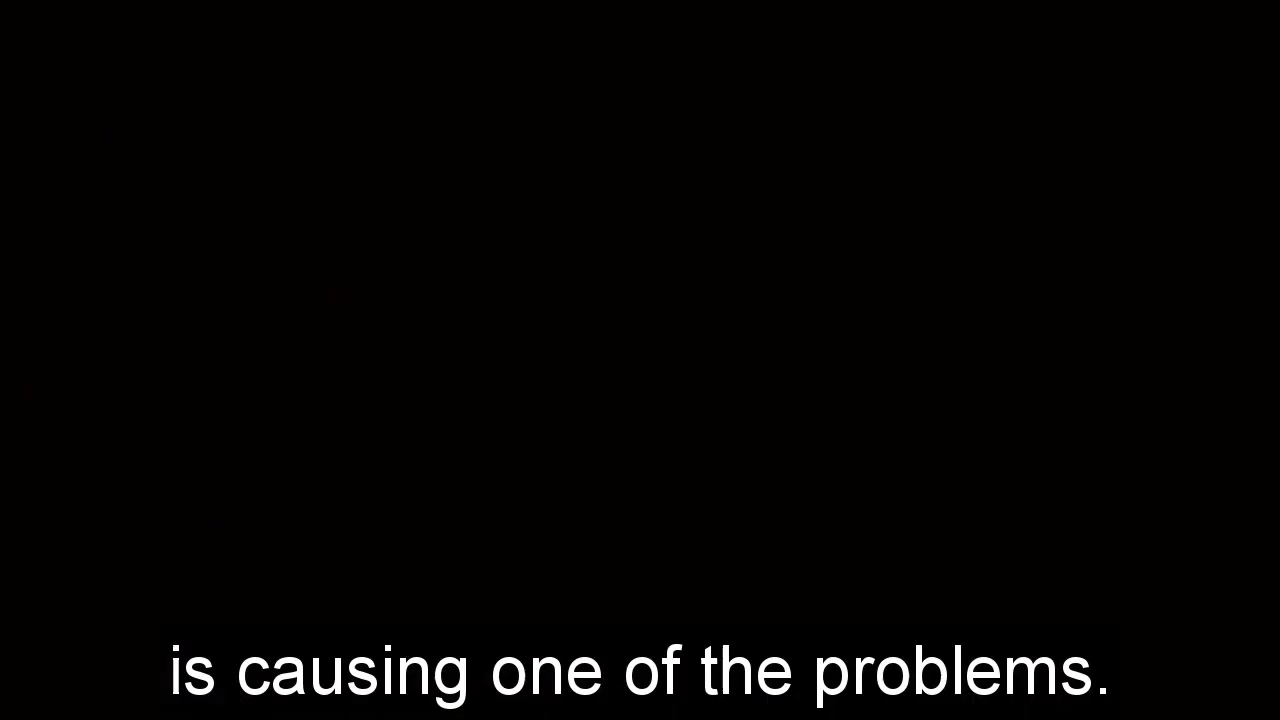 is causing one of the problems.